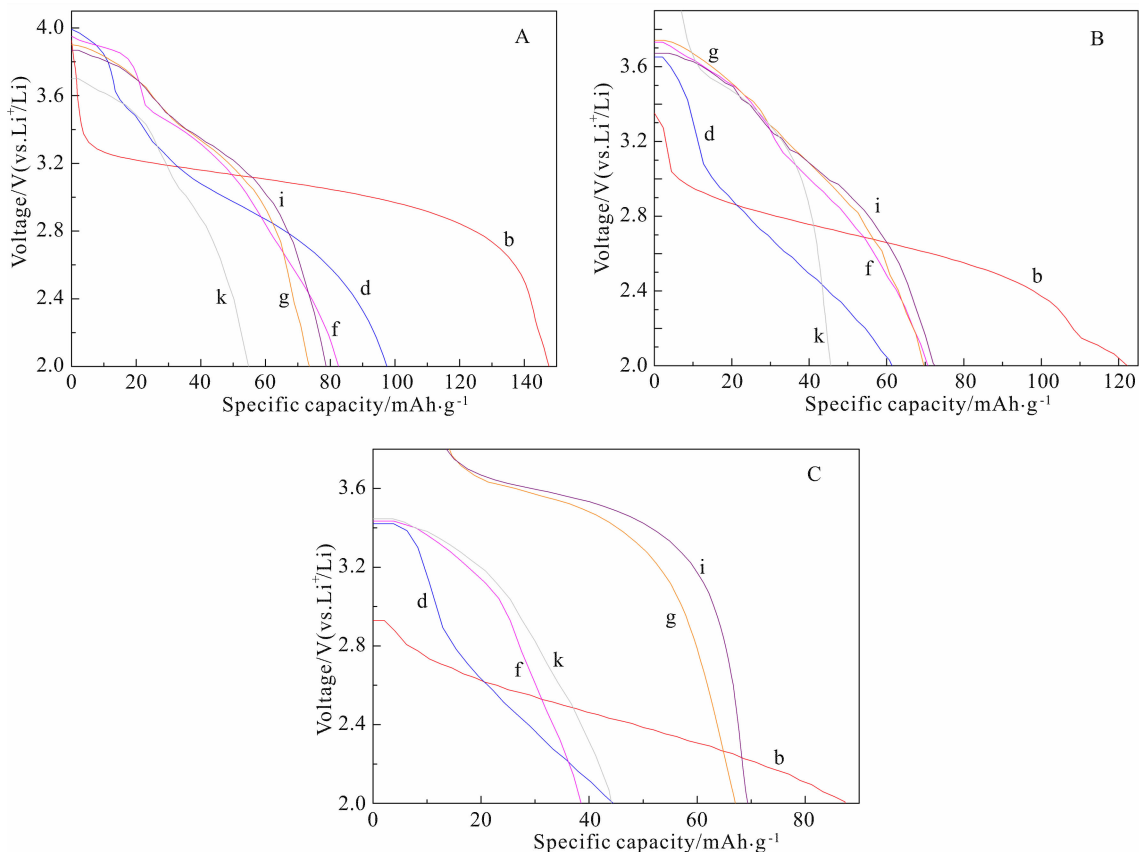 A
Voltage/V(vs.Li⁺/Li)
4.0
3.6
3.2
2.8
2.4
2.0
b
i
d
k
g
f
0 20 40 60 80 100 120 140
Specific capacity/mAh·g⁻¹
B
Voltage/V(vs.Li⁺/Li)
3.6
3.2
2.8
2.4
2.0
g
d
i
f
b
k
0 20 40 60 80 100 120
Specific capacity/mAh·g⁻¹
C
Voltage/V(vs.Li⁺/Li)
3.6
3.2
2.8
2.4
2.0
i
d
g
k
f
b
0 20 40 60 80
Specific capacity/mAh·g⁻¹